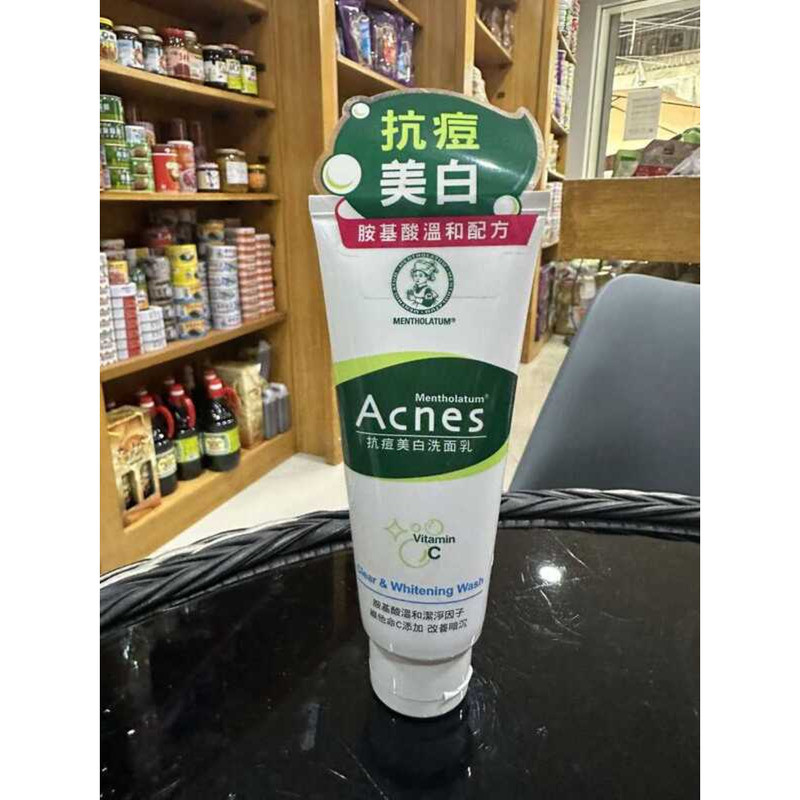 抗痘
美白
胺基酸溫和配方
MENTHOLATUM®
Mentholatum®
Acnes
抗痘美白洗面乳
Vitamin
C
Clear & Whitening Wash
胺基酸溫和潔淨因子
維他命C添加 改善暗沉